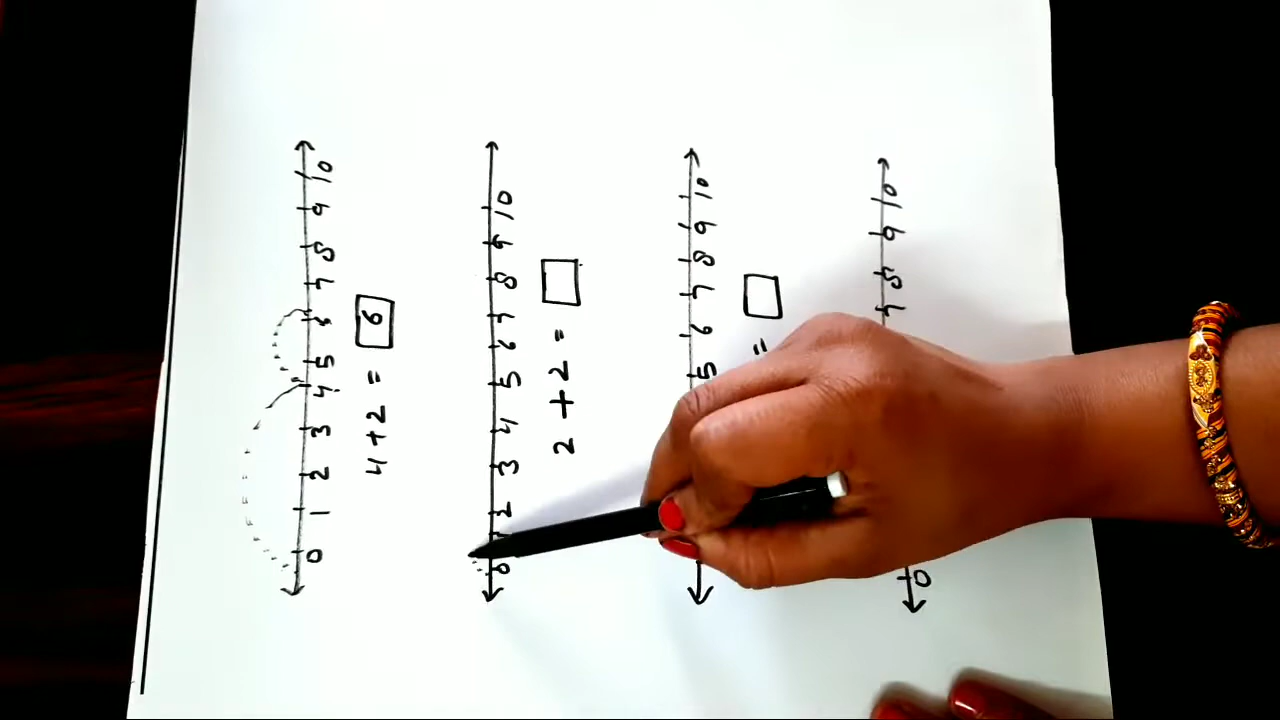 0 1 2 3 4 5 6 7 8 9 10
4 + 2 = 6
0 1 2 3 4 5 6 7 8 9 10
2 + 2 =
5 6 7 8 9 10
=
0 7 8 9 10